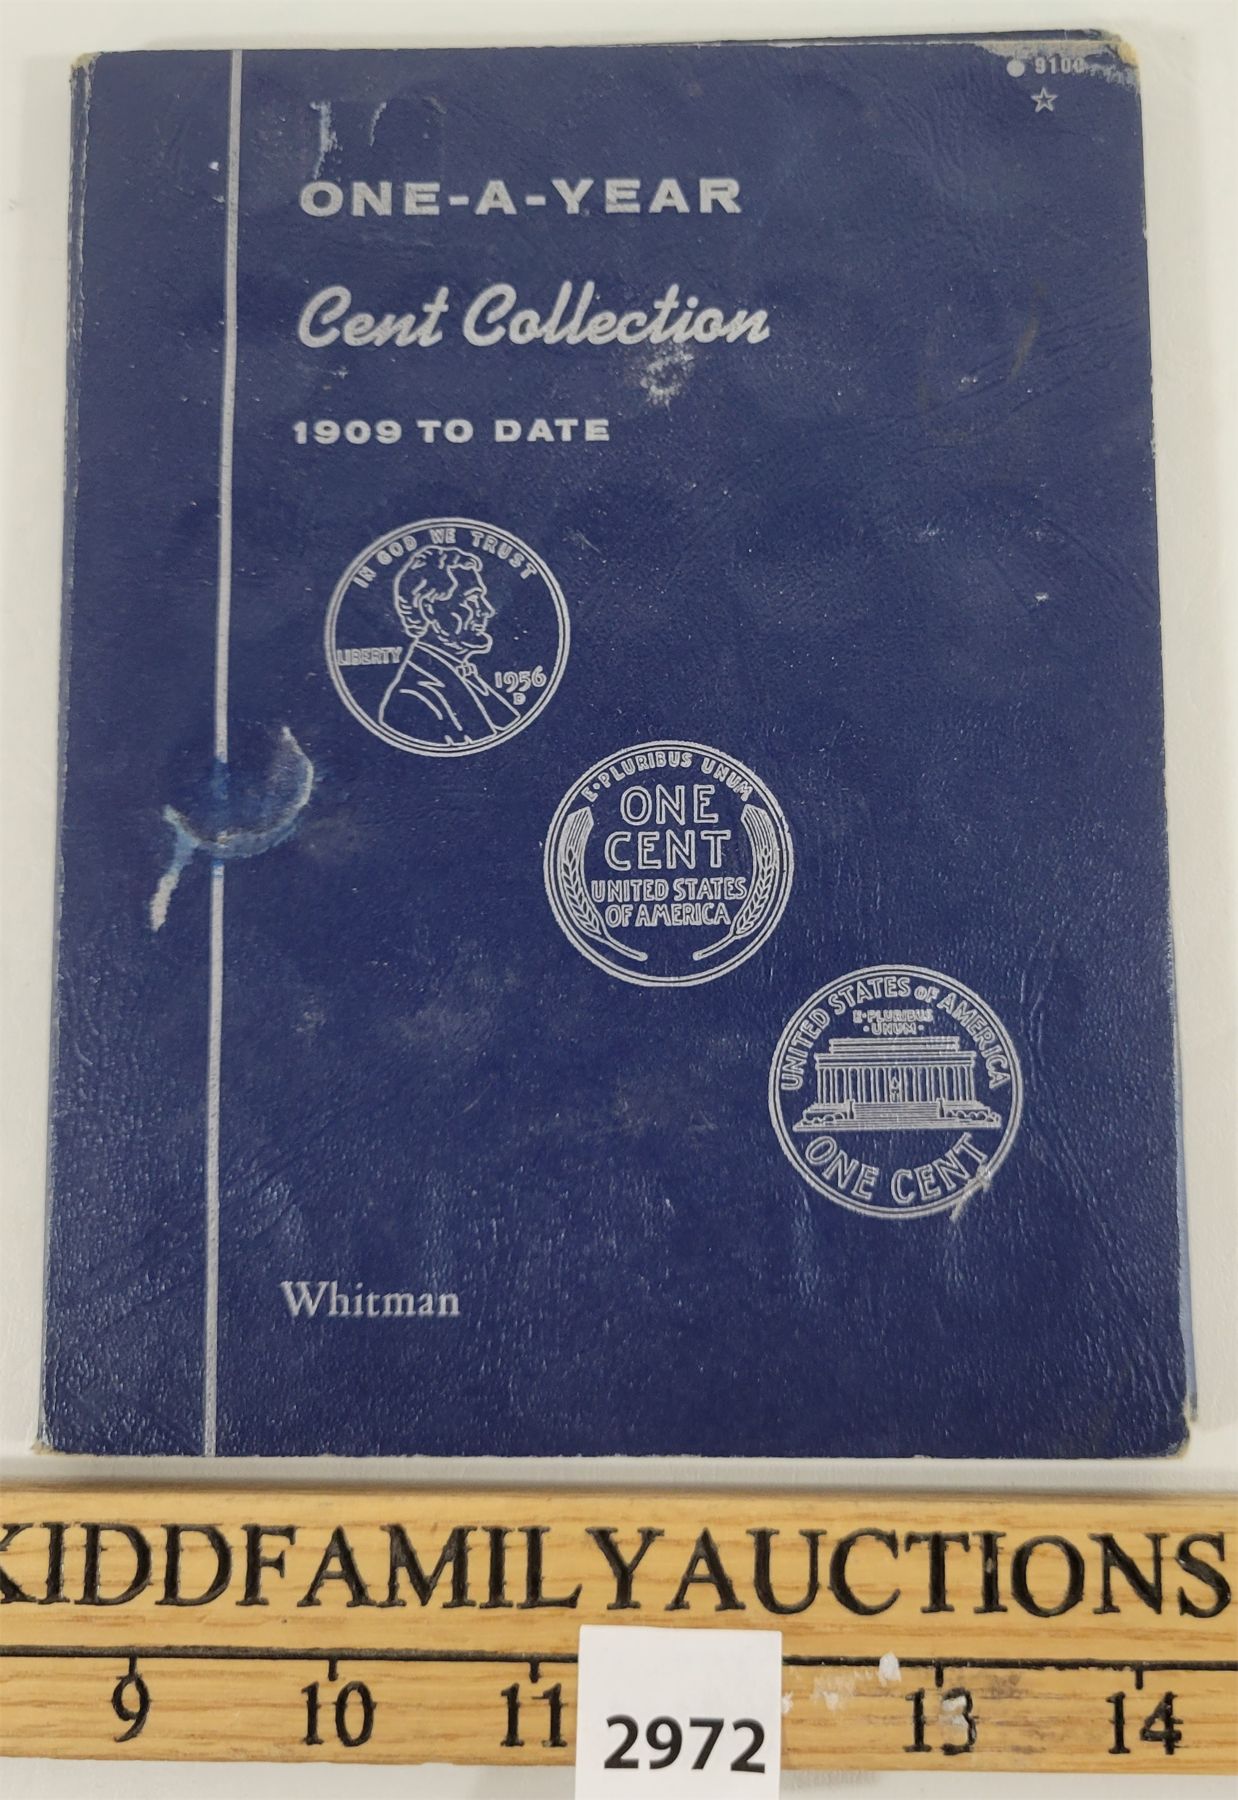 9100
ONE-A-YEAR
Cent Collection
1909 TO DATE
IN GOD WE TRUST
LIBERTY
1956
D
E·PLURIBUS UNUM
ONE
CENT
UNITED STATES
OF AMERICA
UNITED STATES OF AMERICA
E·PLURIBUS
·UNUM·
ONE CENT
Whitman
KIDDFAMILYAUCTIONS
9 10 11 13 14
2972